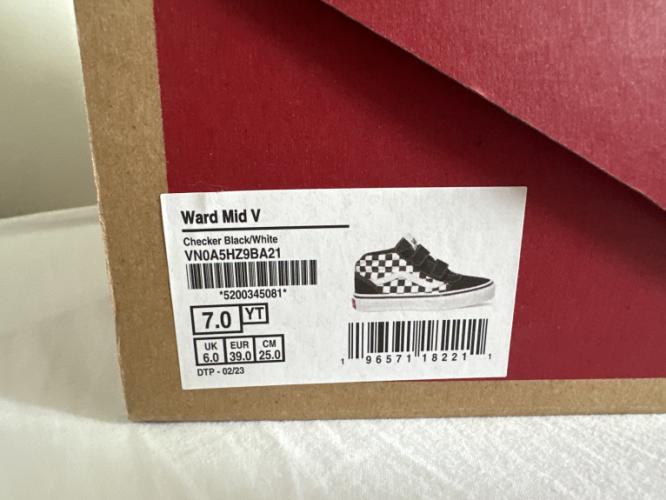 Ward Mid V
Checker Black/White
VN0A5HZ9BA21
*5200345081*
7.0 YT
UK EUR CM
6.0 39.0 25.0
DTP - 02/23
1 96571 18221 1